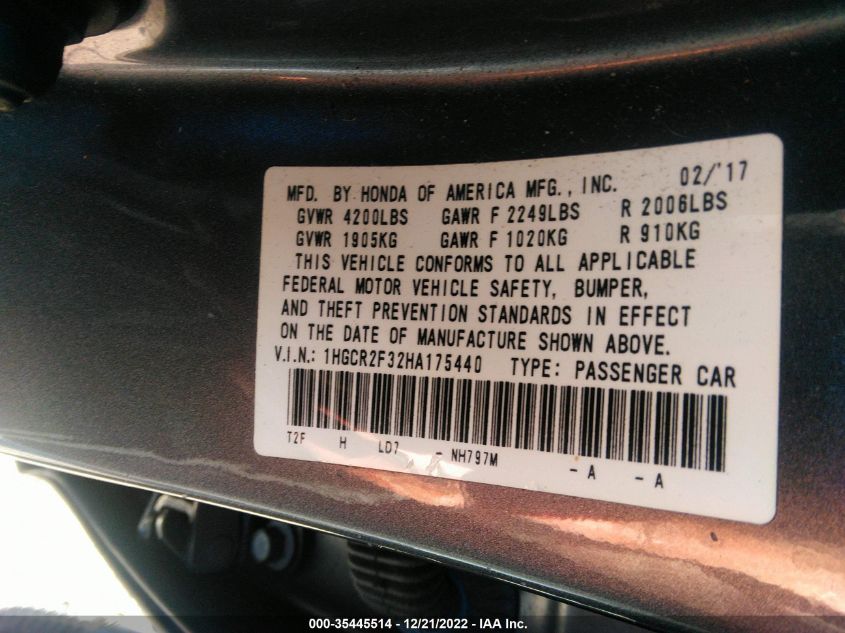 MFD. BY HONDA OF AMERICA MFG., INC. 02/'17
GVWR 4200LBS GAWR F 2249LBS R 2006LBS
GVWR 1905KG GAWR F 1020KG R 910KG
THIS VEHICLE CONFORMS TO ALL APPLICABLE
FEDERAL MOTOR VEHICLE SAFETY, BUMPER,
AND THEFT PREVENTION STANDARDS IN EFFECT
ON THE DATE OF MANUFACTURE SHOWN ABOVE.
V.I.N.: 1HGCR2F32HA175440 TYPE: PASSENGER CAR
T2F H LD7 - NH797M - A - A
000-35445514 - 12/21/2022 - IAA Inc.